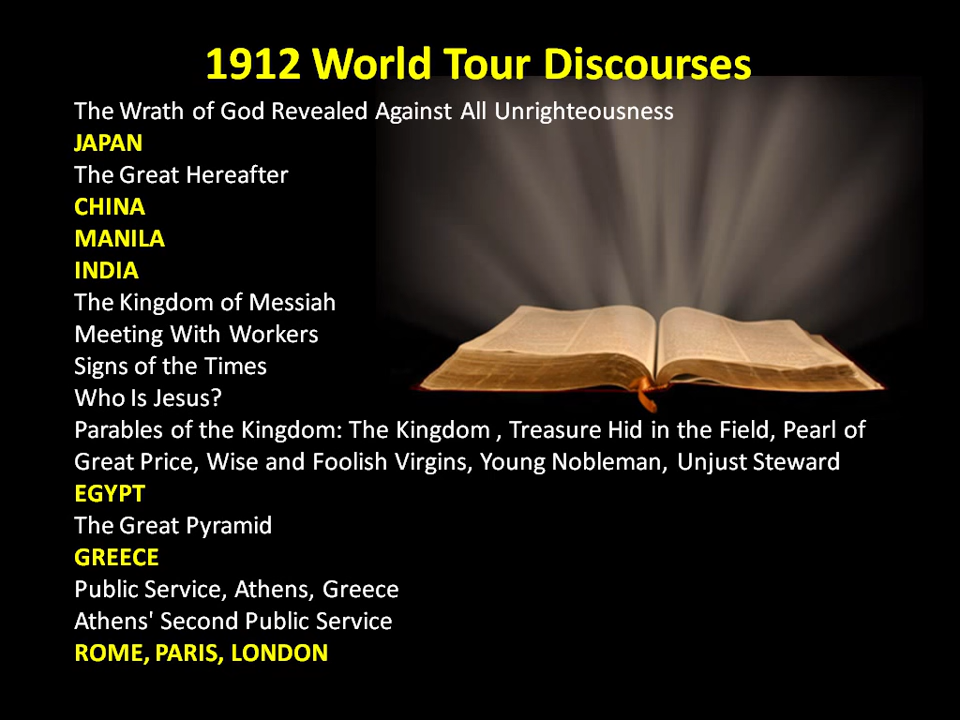 1912 World Tour Discourses
The Wrath of God Revealed Against All Unrighteousness
JAPAN
The Great Hereafter
CHINA
MANILA
INDIA
The Kingdom of Messiah
Meeting With Workers
Signs of the Times
Who Is Jesus?
Parables of the Kingdom: The Kingdom , Treasure Hid in the Field, Pearl of
Great Price, Wise and Foolish Virgins, Young Nobleman, Unjust Steward
EGYPT
The Great Pyramid
GREECE
Public Service, Athens, Greece
Athens' Second Public Service
ROME, PARIS, LONDON